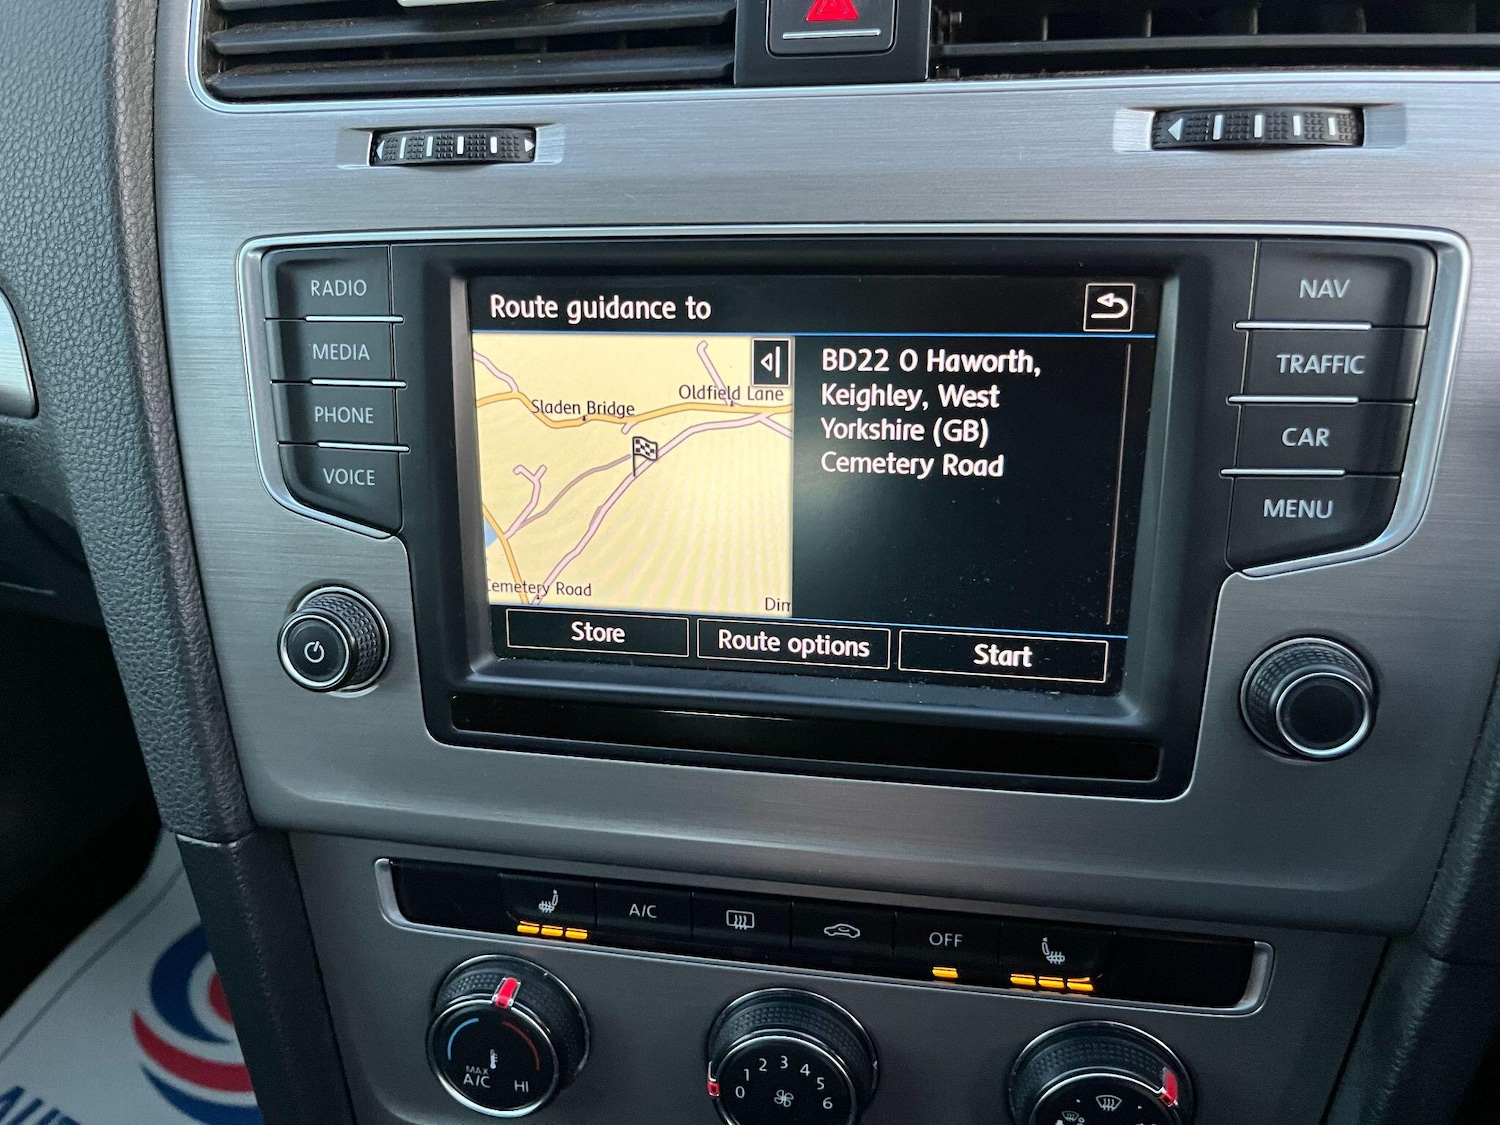 RADIO
MEDIA
PHONE
VOICE
NAV
TRAFFIC
CAR
MENU
Route guidance to
Oldfield Lane
Sladen Bridge
emetery Road
BD22 0 Haworth,
Keighley, West
Yorkshire (GB)
Cemetery Road
Store
Route options
Start
A/C
OFF
MAX
A/C
HI
0 1 2 3 4 5 6